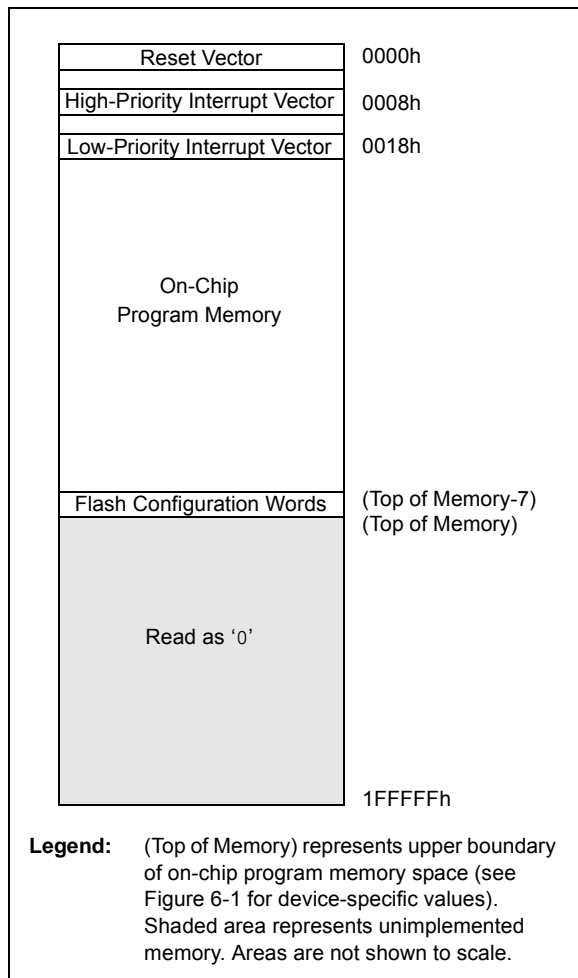 Reset Vector 0000h
High-Priority Interrupt Vector 0008h
Low-Priority Interrupt Vector 0018h
On-Chip
Program Memory
Flash Configuration Words (Top of Memory-7)
(Top of Memory)
Read as ‘0’
1FFFFFh
Legend: (Top of Memory) represents upper boundary
of on-chip program memory space (see
Figure 6-1 for device-specific values).
Shaded area represents unimplemented
memory. Areas are not shown to scale.